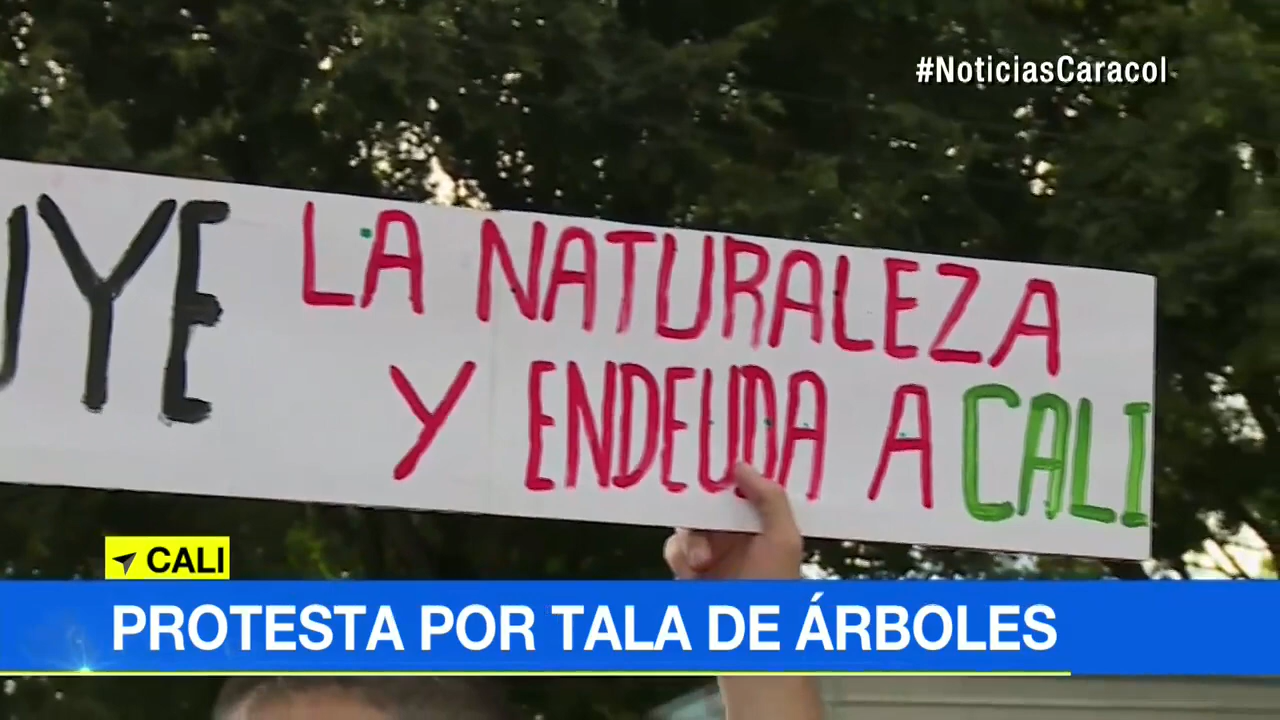 #NoticiasCaracol
UYE LA NATURALEZA
Y ENDEUDA A CALI
CALI
PROTESTA POR TALA DE ÁRBOLES